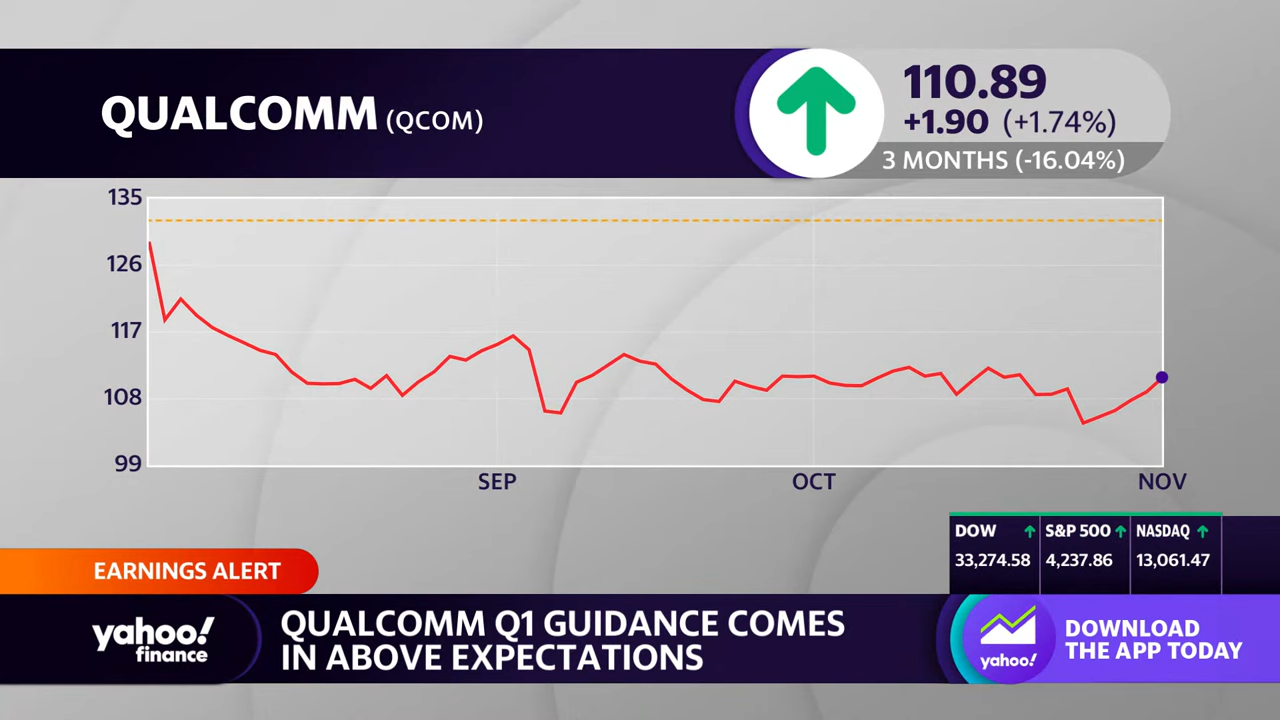 QUALCOMM (QCOM)
110.89
+1.90 (+1.74%)
3 MONTHS (-16.04%)
135
126
117
108
99
SEP OCT NOV
DOW
33,274.58
S&P 500
4,237.86
NASDAQ
13,061.47
EARNINGS ALERT
yahoo!
finance
QUALCOMM Q1 GUIDANCE COMES
IN ABOVE EXPECTATIONS
yahoo!
DOWNLOAD
THE APP TODAY